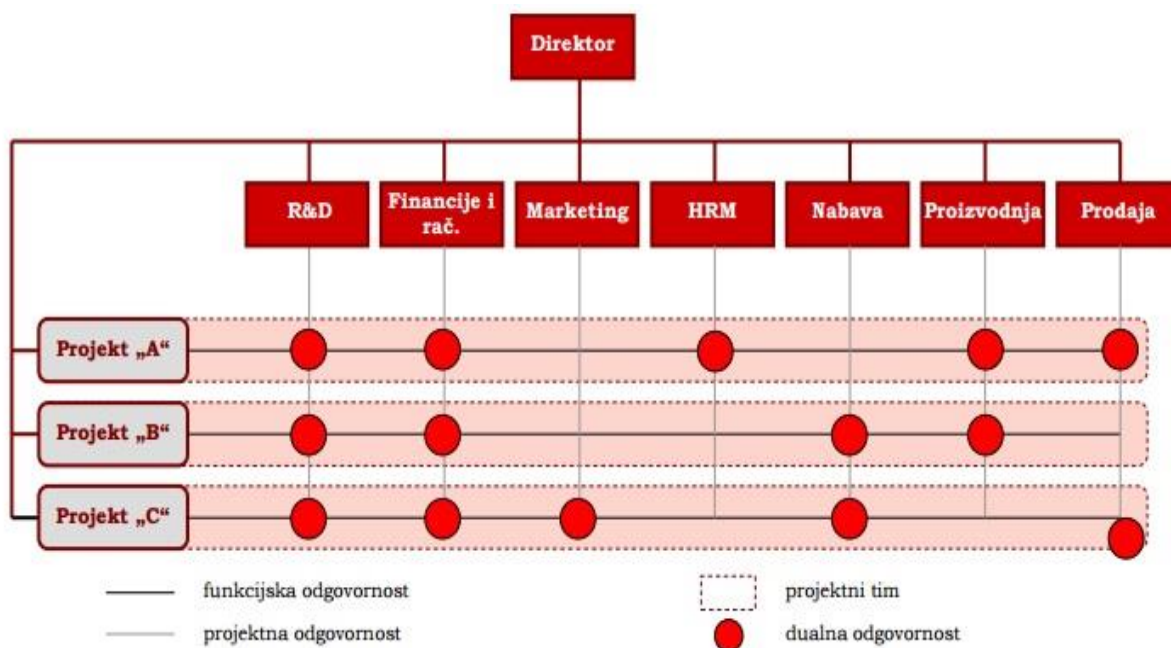 Direktor
R&D
Financije i
rač.
Marketing
HRM
Nabava
Proizvodnja
Prodaja
Projekt „A“
Projekt „B“
Projekt „C“
funkcijska odgovornost
projektni tim
projektna odgovornost
dualna odgovornost